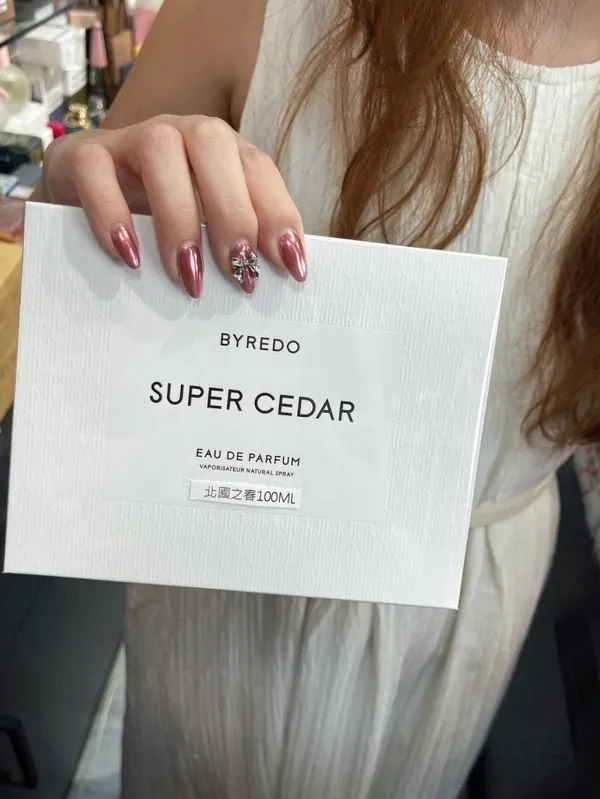 BYREDO
SUPER CEDAR
EAU DE PARFUM
VAPORISATEUR NATURAL SPRAY
北國之春100ML